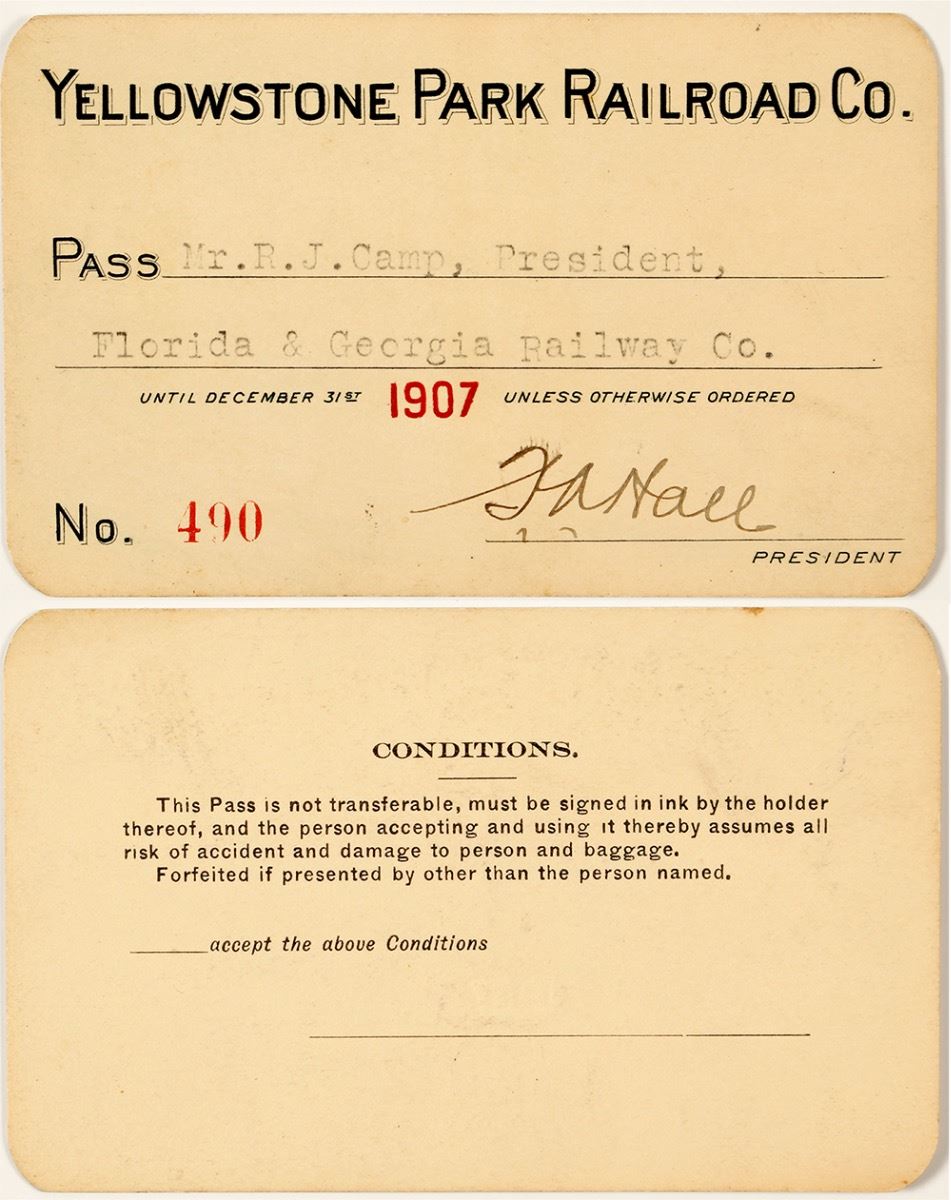 YELLOWSTONE PARK RAILROAD CO.
PASS Mr.R.J.Camp, President,
Florida & Georgia Railway Co.
UNTIL DECEMBER 31ST 1907 UNLESS OTHERWISE ORDERED
No. 490 Hall
PRESIDENT
CONDITIONS.
This Pass is not transferable, must be signed in ink by the holder
thereof, and the person accepting and using it thereby assumes all
risk of accident and damage to person and baggage.
Forfeited if presented by other than the person named.
accept the above Conditions